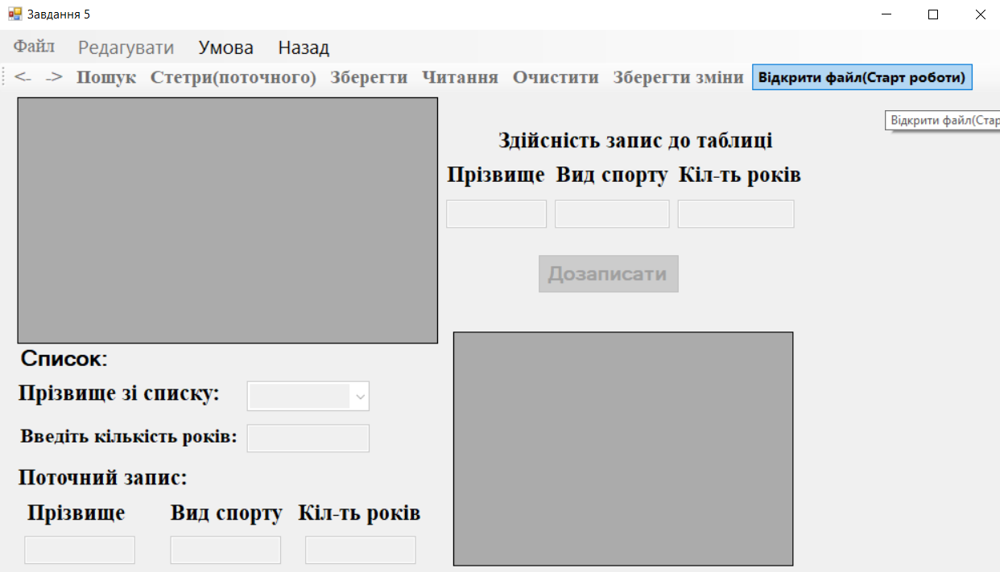 Завдання 5
Файл Редагувати Умова Назад
<- -> Пошук Стетри(поточного) Зберегти Читання Очистити Зберегти зміни Відкрити файл(Старт роботи)
Відкрити файл(Стар
Здійсність запис до таблиці
Прізвище Вид спорту Кіл-ть років
Дозаписати
Список:
Прізвище зі списку:
Введіть кількість років:
Поточний запис:
Прізвище Вид спорту Кіл-ть років